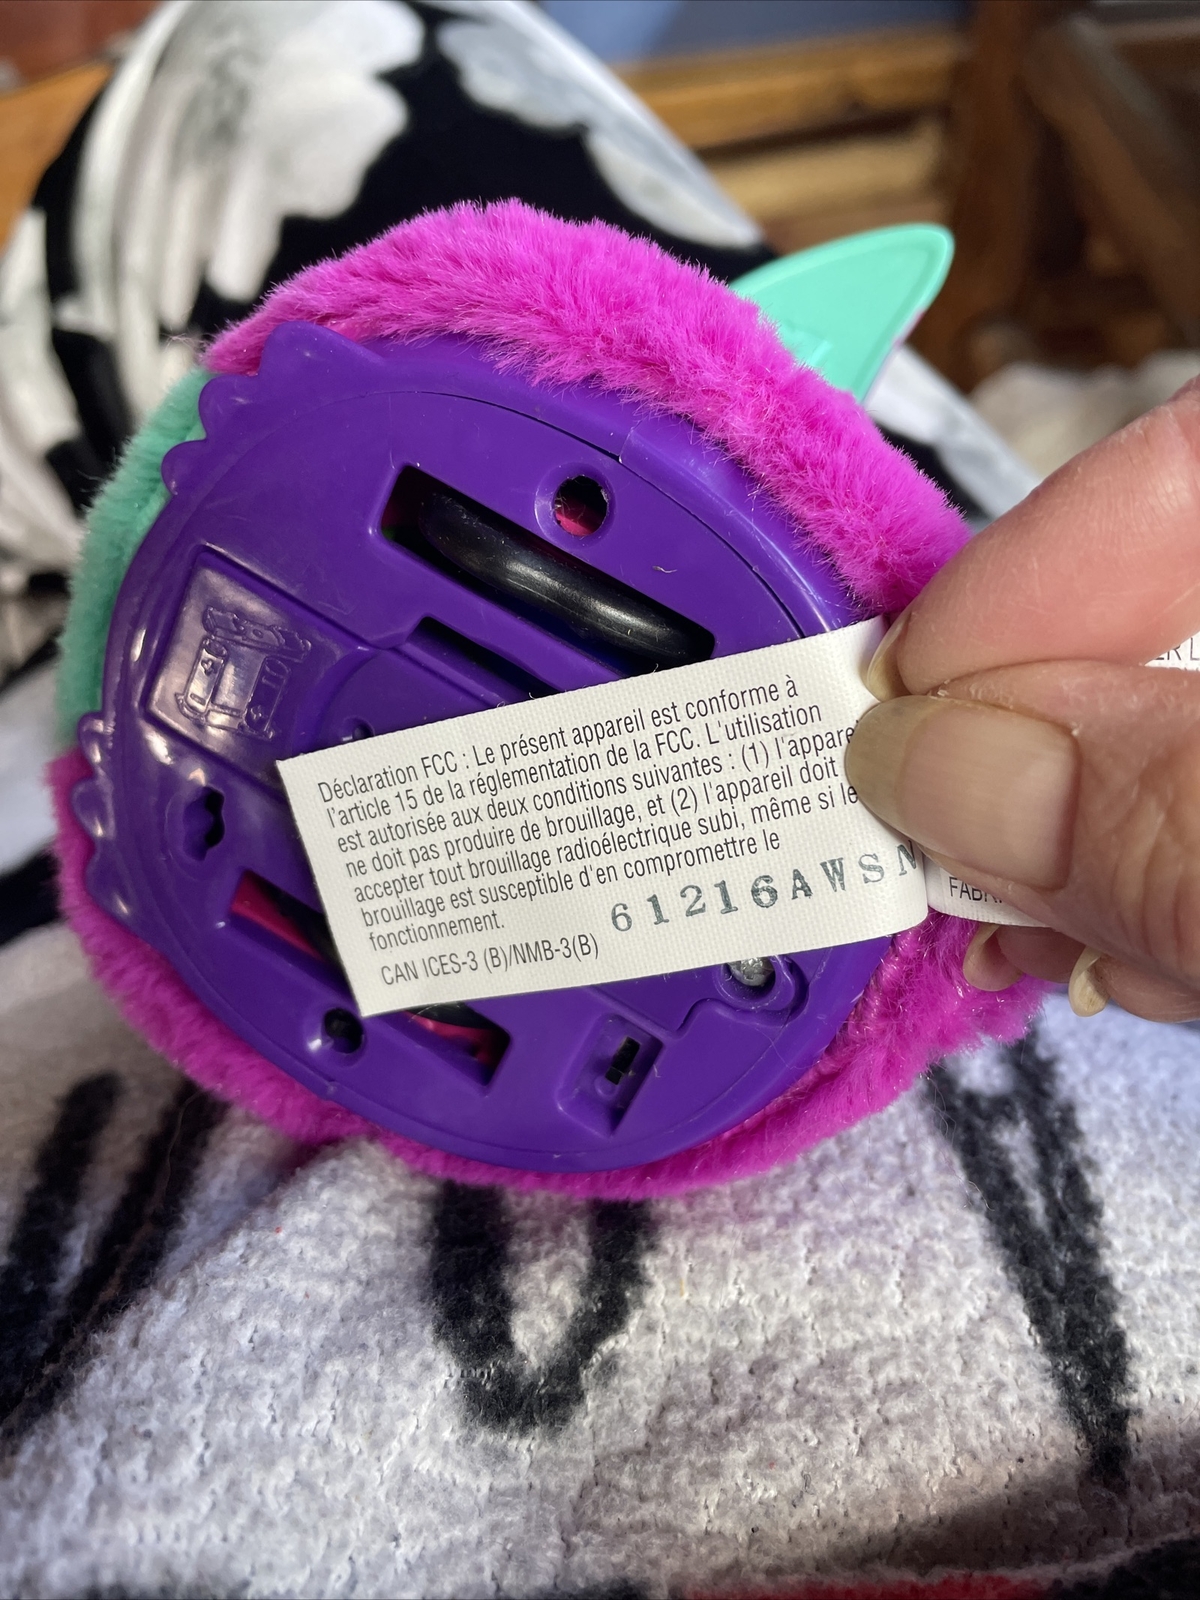 Déclaration FCC : Le présent appareil est conforme à
l'article 15 de la réglementation de la FCC. L'utilisation
est autorisée aux deux conditions suivantes : (1) l'appare
ne doit pas produire de brouillage, et (2) l'appareil doit
accepter tout brouillage radioélectrique subi, même si le
brouillage est susceptible d'en compromettre le
fonctionnement.
61216AWSN
CAN ICES-3 (B)/NMB-3(B)